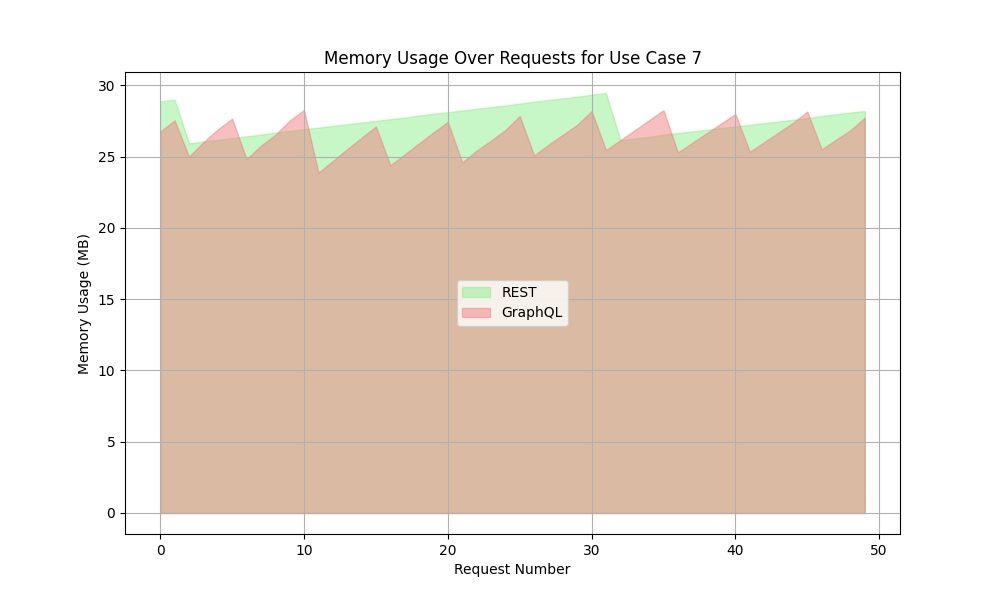 Memory Usage Over Requests for Use Case 7
30
25
20
15
10
5
0
Memory Usage (MB)
REST
GraphQL
0 10 20 30 40 50
Request Number